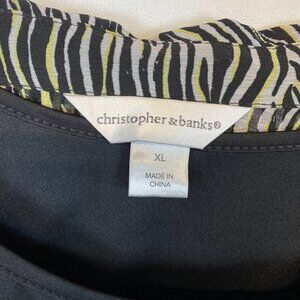 christopher & banks®
XL
MADE IN
CHINA